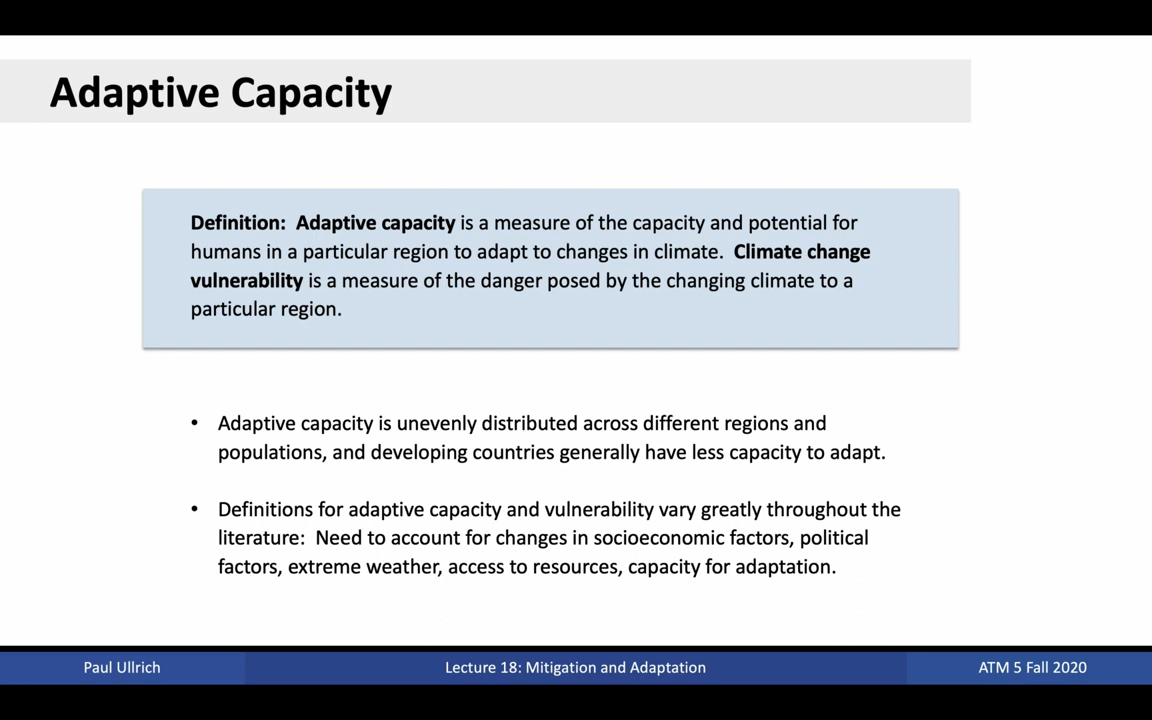 Adaptive Capacity
Definition: Adaptive capacity is a measure of the capacity and potential for
humans in a particular region to adapt to changes in climate. Climate change
vulnerability is a measure of the danger posed by the changing climate to a
particular region.
• Adaptive capacity is unevenly distributed across different regions and
populations, and developing countries generally have less capacity to adapt.
• Definitions for adaptive capacity and vulnerability vary greatly throughout the
literature: Need to account for changes in socioeconomic factors, political
factors, extreme weather, access to resources, capacity for adaptation.
Paul Ullrich
Lecture 18: Mitigation and Adaptation
ATM 5 Fall 2020